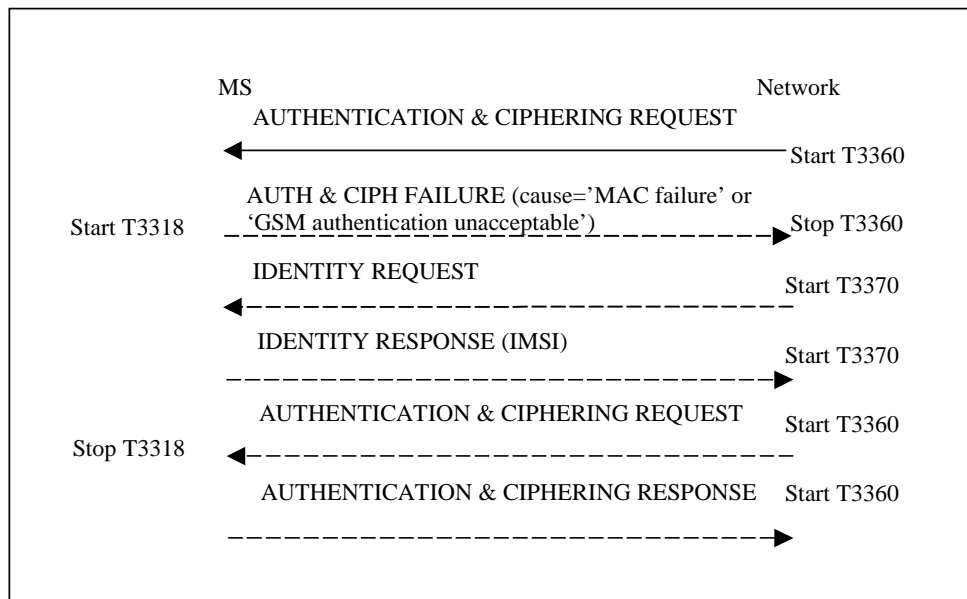 MS
Network
AUTHENTICATION & CIPHERING REQUEST
Start T3360
AUTH & CIPH FAILURE (cause=’MAC failure’ or
‘GSM authentication unacceptable’)
Start T3318
Stop T3360
IDENTITY REQUEST
Start T3370
IDENTITY RESPONSE (IMSI)
Start T3370
AUTHENTICATION & CIPHERING REQUEST
Start T3360
Stop T3318
AUTHENTICATION & CIPHERING RESPONSE
Start T3360